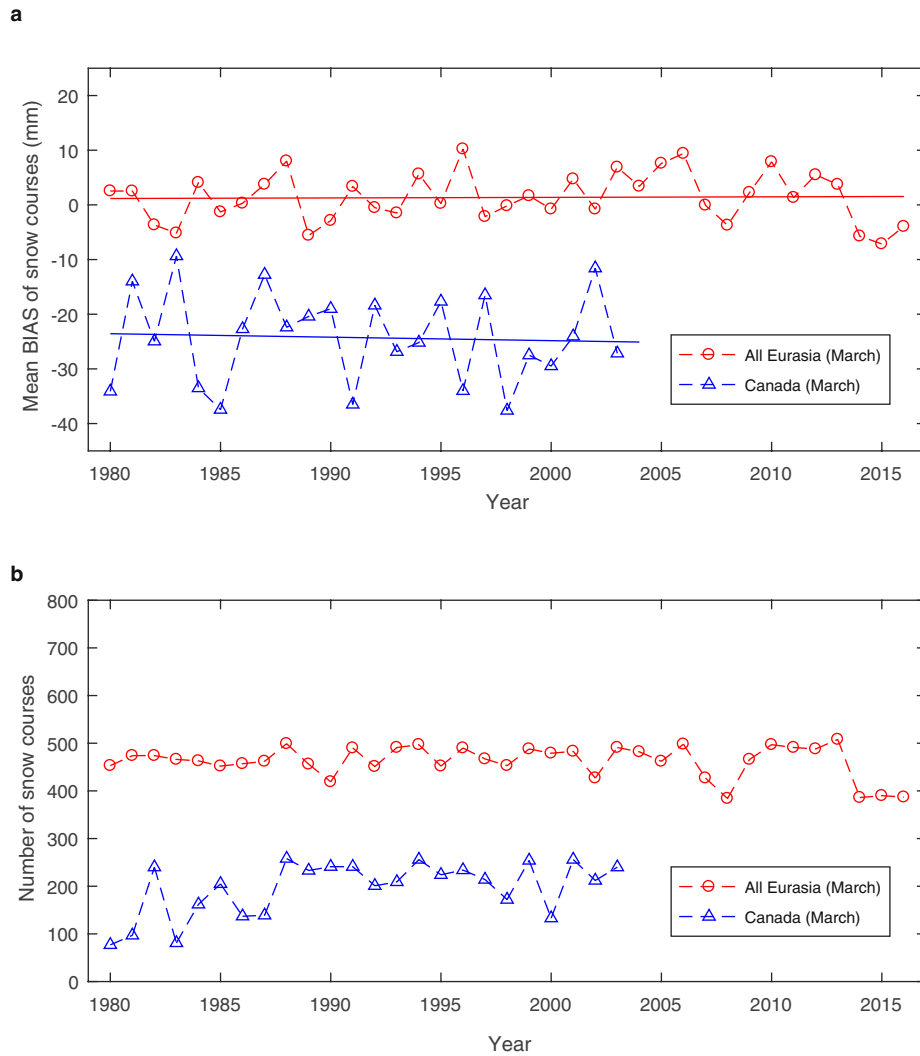 a
Mean BIAS of snow courses (mm)
20
10
0
-10
-20
-30
-40
All Eurasia (March)
Canada (March)
1980 1985 1990 1995 2000 2005 2010 2015
Year
b
Number of snow courses
800
700
600
500
400
300
200
100
0
All Eurasia (March)
Canada (March)
1980 1985 1990 1995 2000 2005 2010 2015
Year